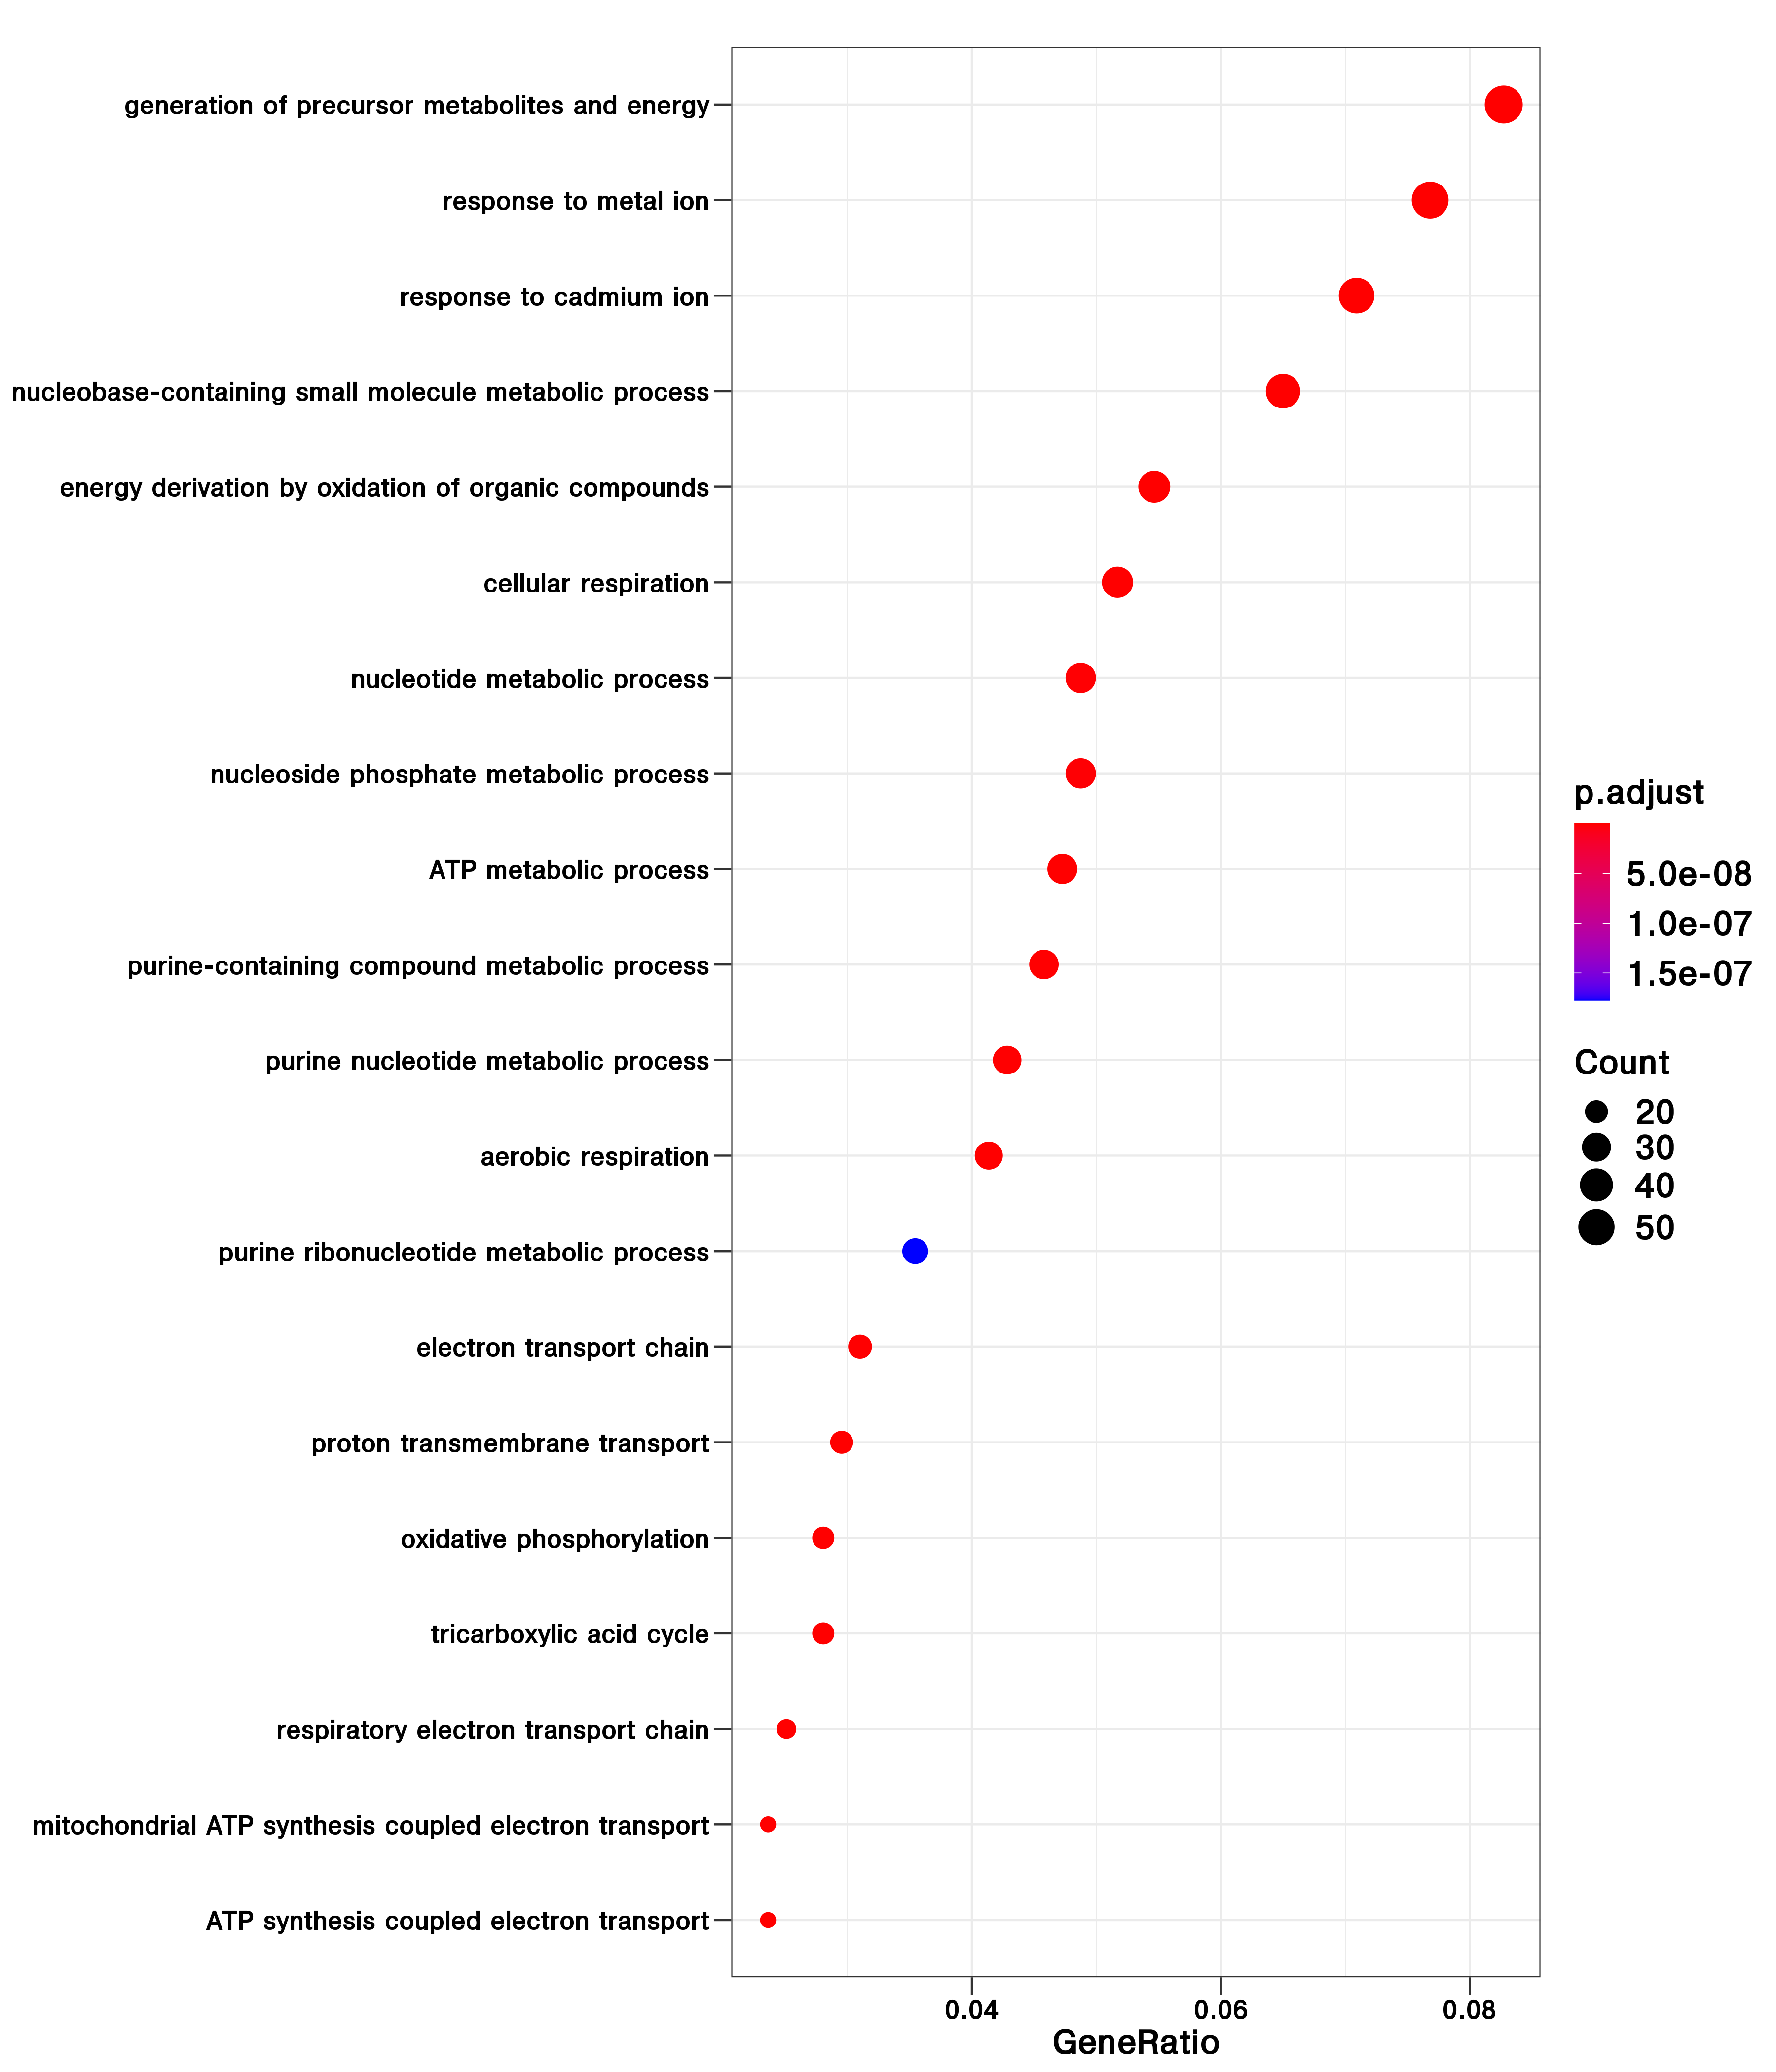 generation of precursor metabolites and energy
response to metal ion
response to cadmium ion
nucleobase-containing small molecule metabolic process
energy derivation by oxidation of organic compounds
cellular respiration
nucleotide metabolic process
nucleoside phosphate metabolic process
ATP metabolic process
purine-containing compound metabolic process
purine nucleotide metabolic process
aerobic respiration
purine ribonucleotide metabolic process
electron transport chain
proton transmembrane transport
oxidative phosphorylation
tricarboxylic acid cycle
respiratory electron transport chain
mitochondrial ATP synthesis coupled electron transport
ATP synthesis coupled electron transport
0.04 0.06 0.08
GeneRatio
p.adjust
5.0e-08
1.0e-07
1.5e-07
Count
20
30
40
50